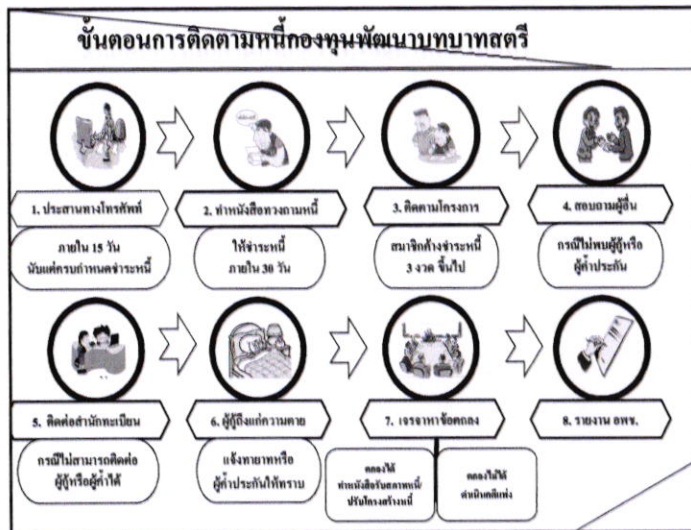 ขั้นตอนการติดตามหนี้กองทุนพัฒนาบทบาทสตรี
1. ประสานทางโทรศัพท์
2. ทำหนังสือทวงถามหนี้
3. ติดตามโครงการ
4. สอบถามผู้อื่น
ภายใน 15 วัน
นับแต่ครบกำหนดชำระหนี้
ให้ชำระหนี้
ภายใน 30 วัน
สมาชิกค้างชำระหนี้
3 งวด ขึ้นไป
กรณีไม่พบผู้กู้หรือ
ผู้ค้ำประกัน
5. ติดต่อสำนักทะเบียน
6. ผู้กู้ถึงแก่ความตาย
7. เจรจาหาข้อตกลง
8. รายงาน อพช.
กรณีไม่สามารถติดต่อ
ผู้กู้หรือผู้ค้ำได้
แจ้งทายาทหรือ
ผู้ค้ำประกันให้ทราบ
ตกลงได้
ทำหนังสือรับสภาพหนี้/
ปรับโครงสร้างหนี้
ตกลงไม่ได้
ดำเนินคดีแพ่ง